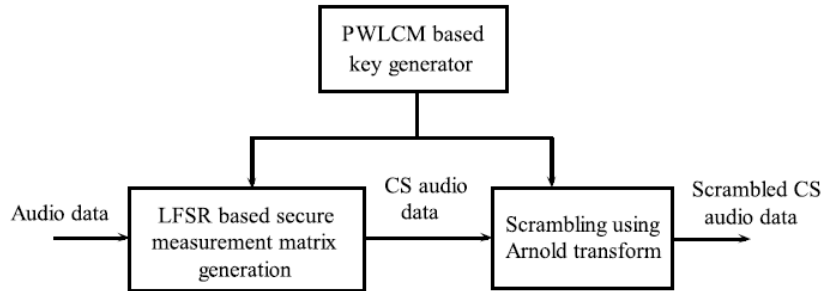 PWLCM based
key generator
Audio data
LFSR based secure
measurement matrix
generation
CS audio
data
Scrambling using
Arnold transform
Scrambled CS
audio data